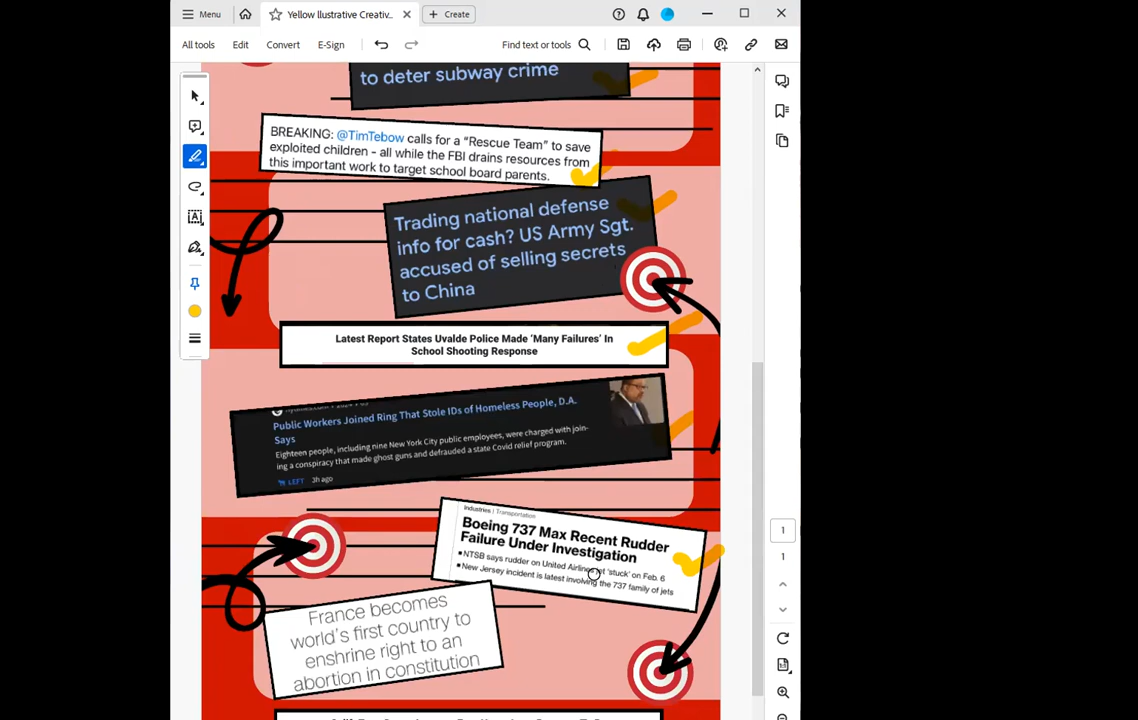 Menu
Yellow Ilustrative Creativ...
Create
All tools
Edit
Convert
E-Sign
Find text or tools
to deter subway crime
BREAKING: @TimTebow calls for a "Rescue Team" to save
exploited children - all while the FBI drains resources from
this important work to target school board parents.
Trading national defense
info for cash? US Army Sgt.
accused of selling secrets
to China
Latest Report States Uvalde Police Made 'Many Failures' In
School Shooting Response
Public Workers Joined Ring That Stole IDs of Homeless People, D.A.
Says
Eighteen people, including nine New York City public employees, were charged with join-
ing a conspiracy that made ghost guns and defrauded a state Covid relief program.
LEFT 3h ago
Industries | Transportation
Boeing 737 Max Recent Rudder
Failure Under Investigation
▪NTSB says rudder on United Airlines jet 'stuck' on Feb. 6
▪New Jersey incident is latest involving the 737 family of jets
France becomes
world's first country to
enshrine right to an
abortion in constitution
1
1